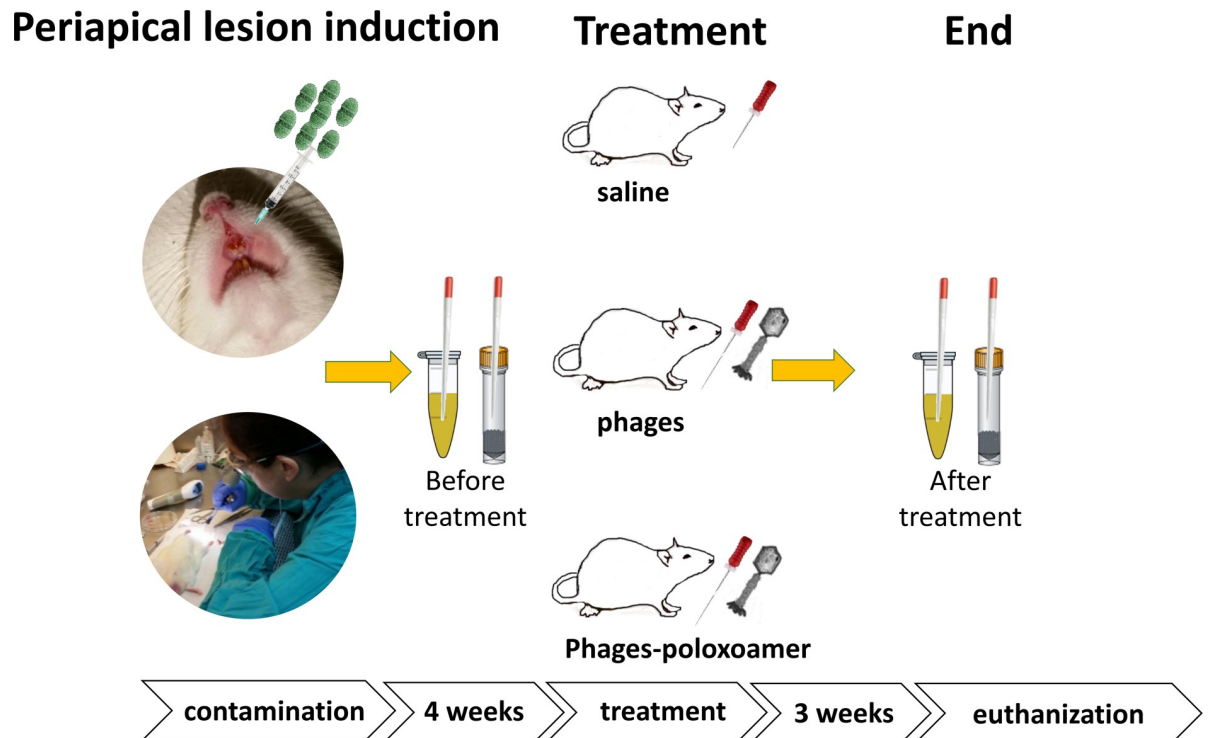 Periapical lesion induction
Treatment
End
saline
phages
Before
treatment
After
treatment
Phages-poloxoamer
contamination
4 weeks
treatment
3 weeks
euthanization